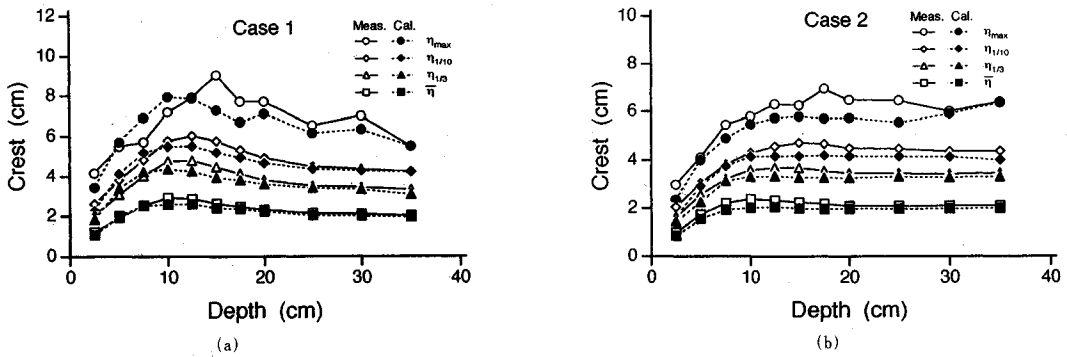 Case 1
Meas. Cal.
ηmax
η1/10
η1/3
η̅
12
10
8
6
4
2
0
Crest (cm)
0 10 20 30 40
Depth (cm)
(a)
Case 2
Meas. Cal.
ηmax
η1/10
η1/3
η̅
10
8
6
4
2
0
Crest (cm)
0 10 20 30 40
Depth (cm)
(b)